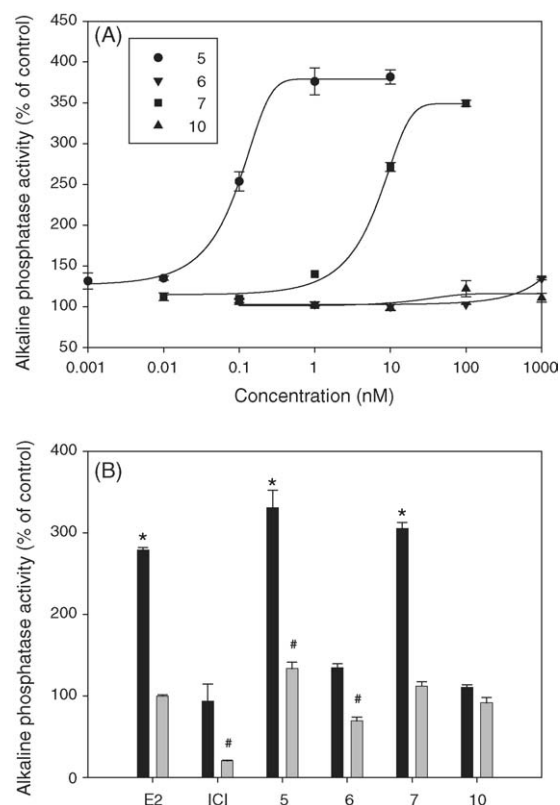 (A)
5
6
7
10
Alkaline phosphatase activity (% of control)
450
400
350
300
250
200
150
100
50
0.001 0.01 0.1 1 10 100 1000
Concentration (nM)
(B)
Alkaline phosphatase activity (% of control)
400
300
200
100
0
* # * # # *
E2 ICI 5 6 7 10